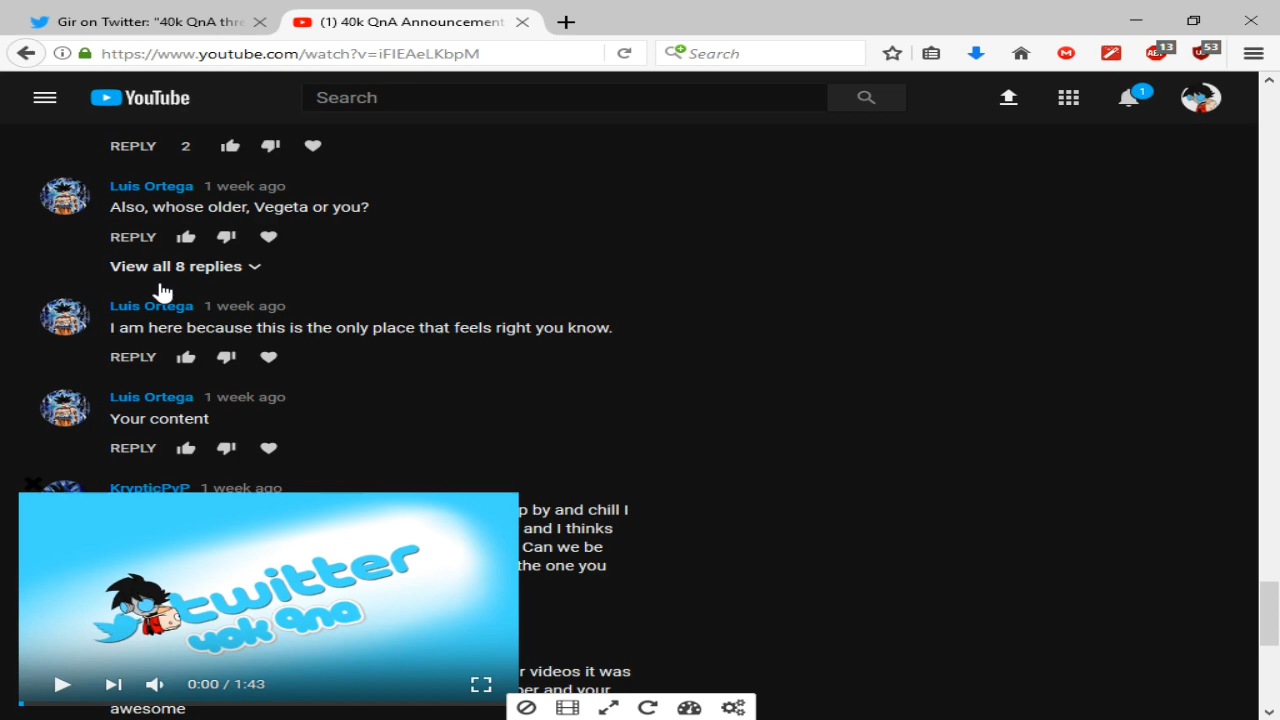 Gir on Twitter: "40k QnA thre
(1) 40k QnA Announcement
https://www.youtube.com/watch?v=iFIEAeLKbpM
Search
13
53
YouTube
Search
1
REPLY 2
Luis Ortega 1 week ago
Also, whose older, Vegeta or you?
REPLY
View all 8 replies
Luis Ortega 1 week ago
I am here because this is the only place that feels right you know.
REPLY
Luis Ortega 1 week ago
Your content
REPLY
KrypticPvP 1 week ago
p by and chill I
and I thinks
Can we be
the one you
twitter
40k QnA
r videos it was
0:00 / 1:43
awesome